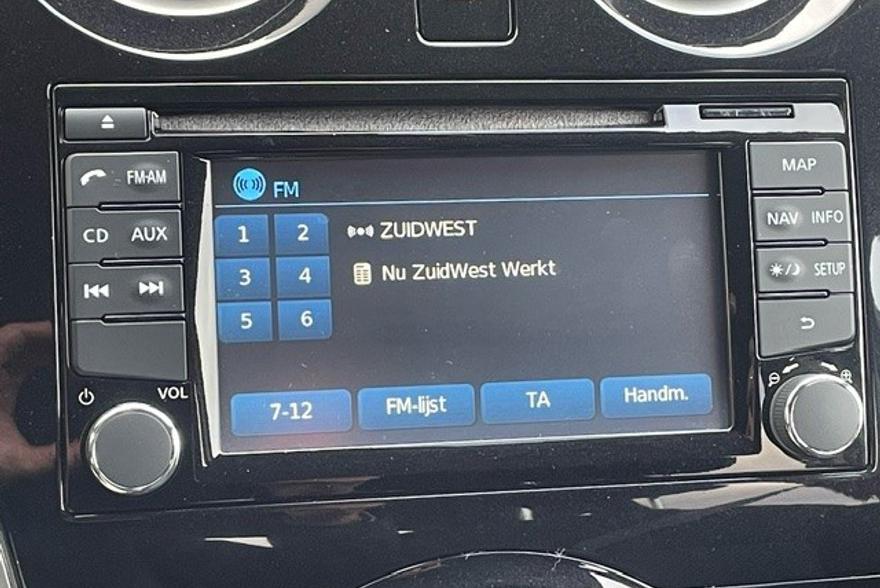 FM·AM
CD AUX
VOL
FM
1 2
3 4
5 6
ZUIDWEST
Nu ZuidWest Werkt
7-12 FM-lijst TA Handm.
MAP
NAV INFO
SETUP